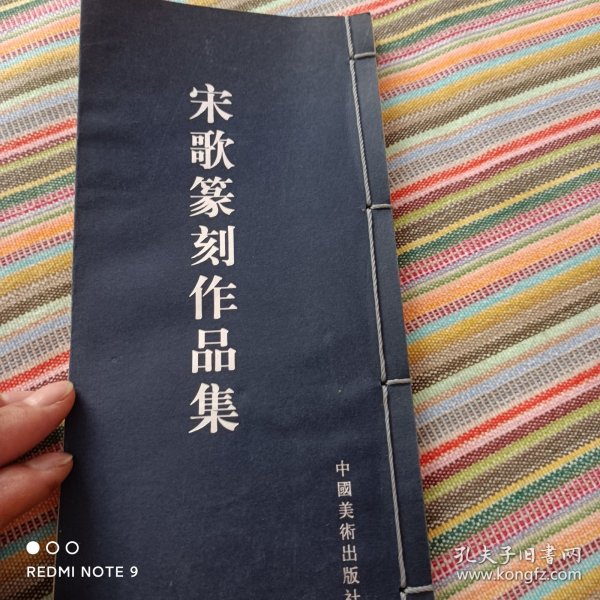 宋歌篆刻作品集
中國美術出版社
REDMI NOTE 9
孔夫子旧书网
www.kongfz.com